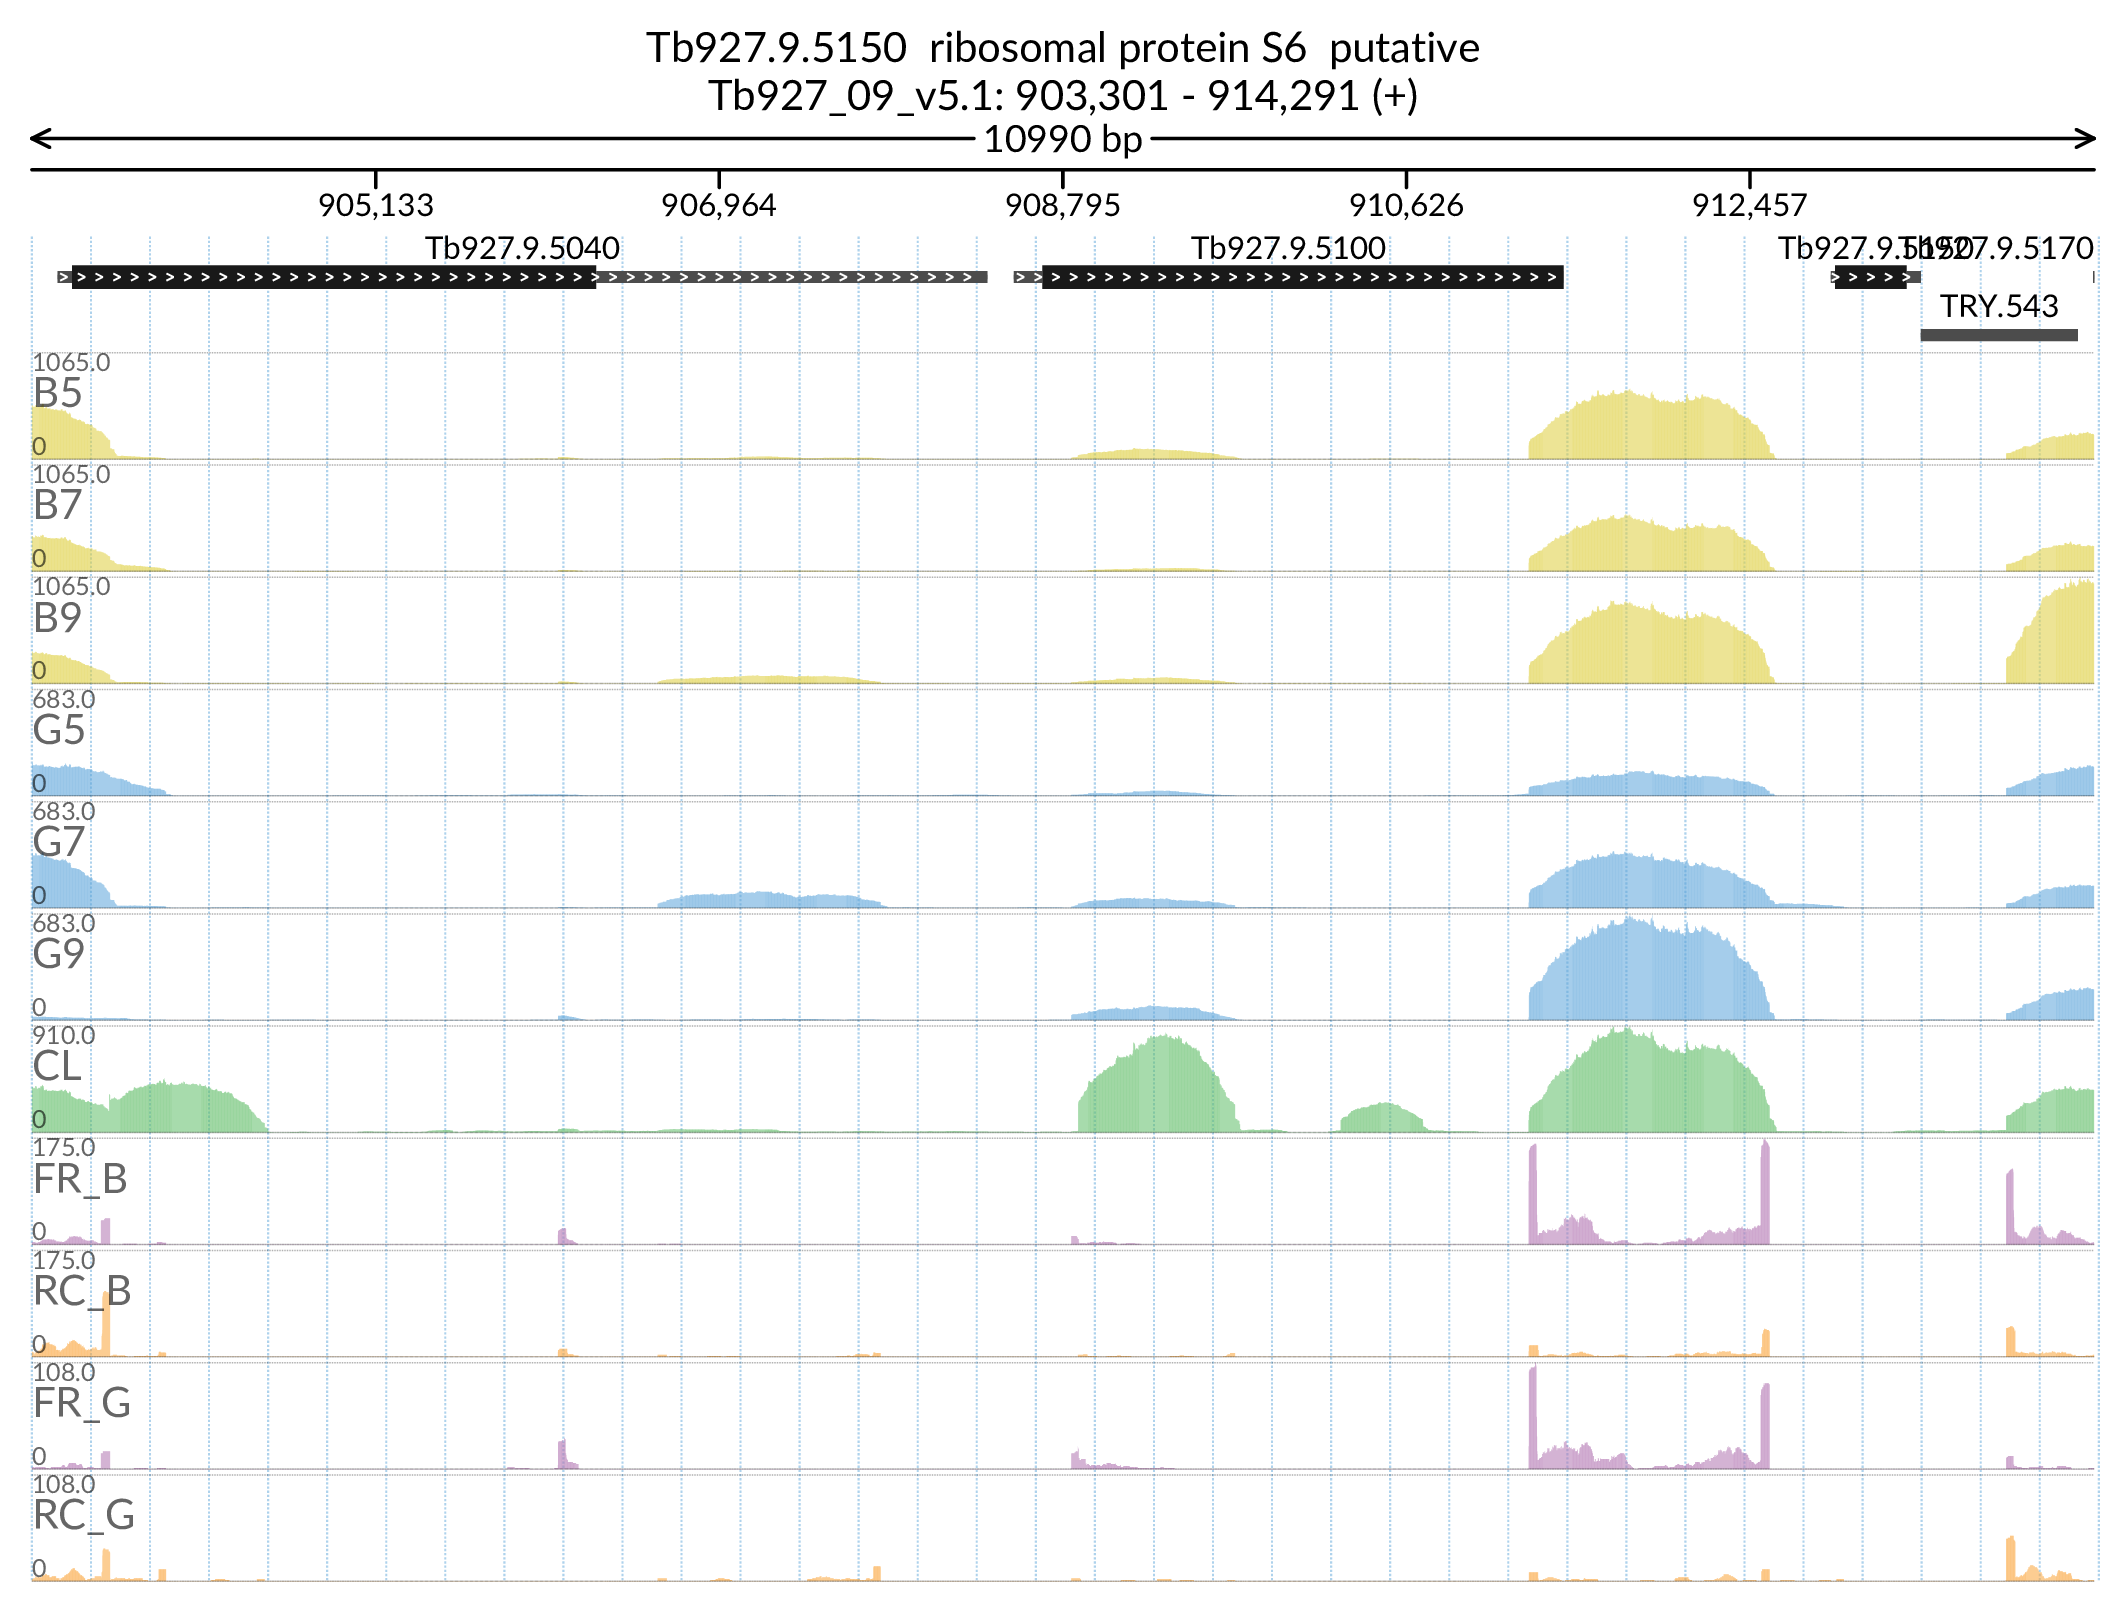 Tb927.9.5150 ribosomal protein S6 putative
Tb927_09_v5.1: 903,301 - 914,291 (+)
10990 bp
905,133 906,964 908,795 910,626 912,457
Tb927.9.5040 Tb927.9.5100 Tb927.9.5150 Tb927.9.5170
TRY.543
1065.0
B5
0
1065.0
B7
0
1065.0
B9
0
683.0
G5
0
683.0
G7
0
683.0
G9
0
910.0
CL
0
175.0
FR_B
0
175.0
RC_B
0
108.0
FR_G
0
108.0
RC_G
0